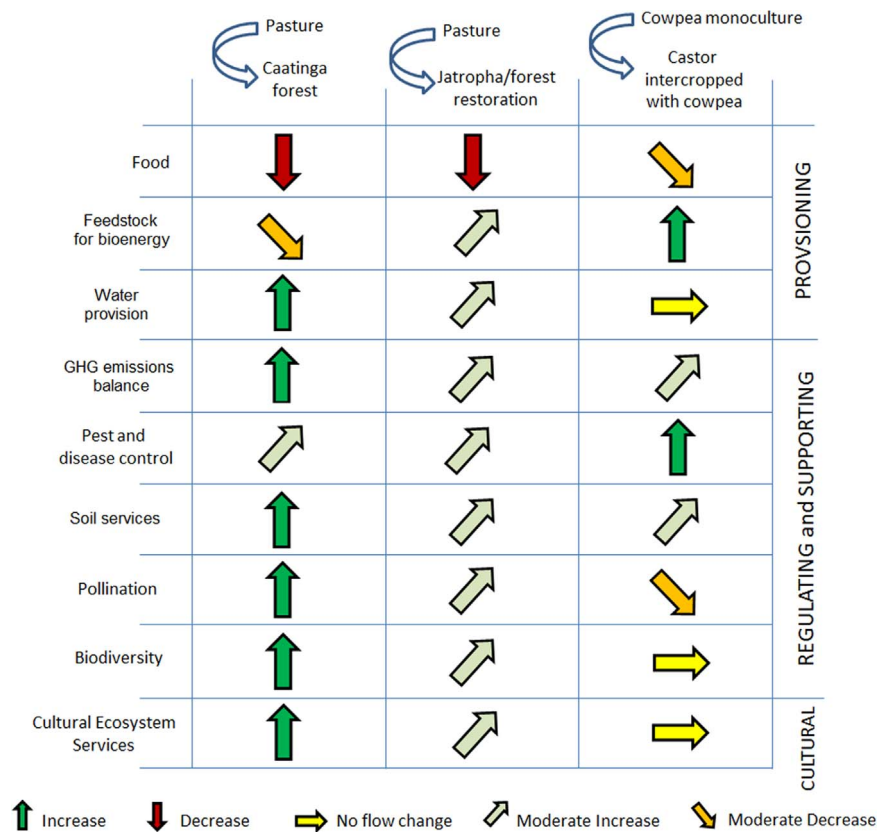 Pasture
Caatinga
forest
Pasture
Jatropha/forest
restoration
Cowpea monoculture
Castor
intercropped
with cowpea
Food
Feedstock
for bioenergy
Water
provision
PROVSIONING
GHG emissions
balance
Pest and
disease control
Soil services
Pollination
Biodiversity
REGULATING and SUPPORTING
Cultural Ecosystem
Services
CULTURAL
Increase
Decrease
No flow change
Moderate Increase
Moderate Decrease